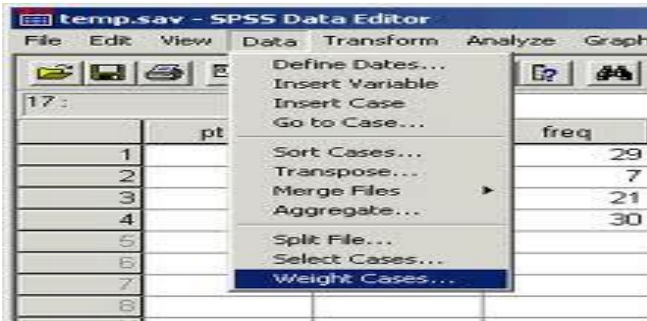 temp.sav - SPSS Data Editor
File Edit View Data Transform Analyze Graph
17 :
pt freq
Define Dates...
Insert Variable
Insert Case
Go to Case...
Sort Cases...
Transpose...
Merge Files
Aggregate...
Split File...
Select Cases...
Weight Cases...
1 29
2 7
3 21
4 30
5
6
7
8